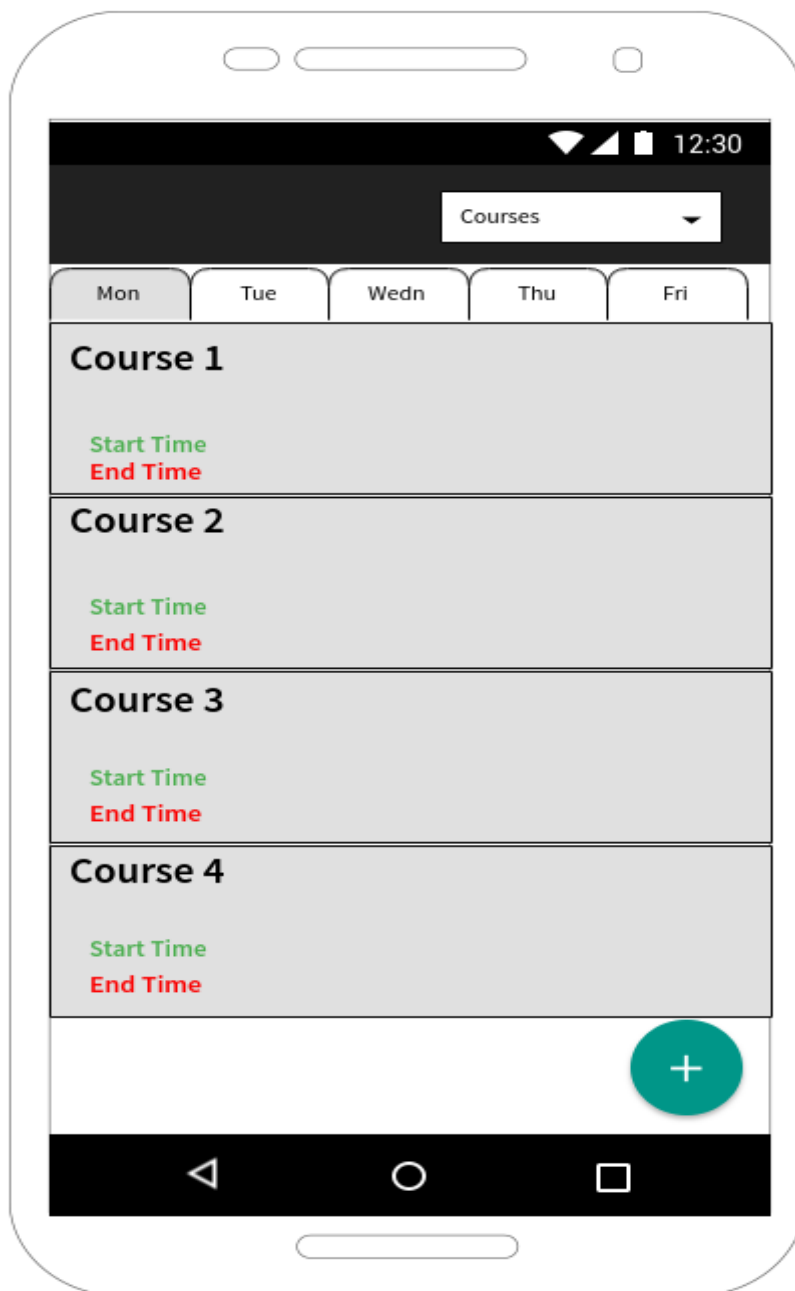 12:30
Courses
Mon Tue Wedn Thu Fri
Course 1
Start Time
End Time
Course 2
Start Time
End Time
Course 3
Start Time
End Time
Course 4
Start Time
End Time
+